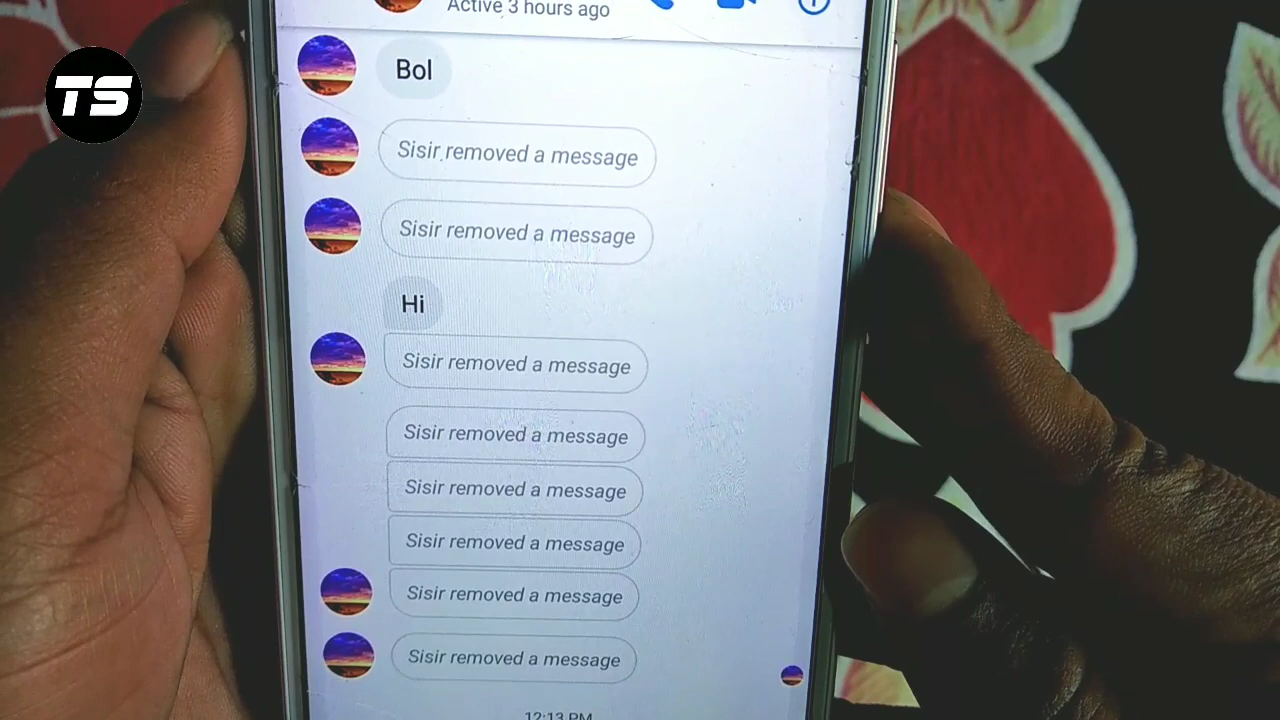 Active 3 hours ago
TS
Bol
Sisir removed a message
Sisir removed a message
Hi
Sisir removed a message
Sisir removed a message
Sisir removed a message
Sisir removed a message
Sisir removed a message
Sisir removed a message
12:13 PM